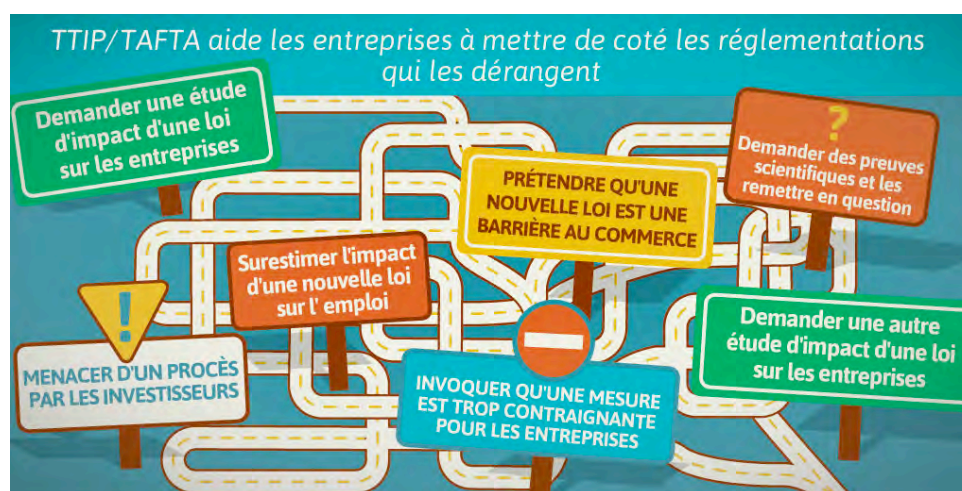 TTIP/TAFTA aide les entreprises à mettre de coté les réglementations
qui les dérangent
Demander une étude
d'impact d'une loi
sur les entreprises
?
Demander des preuves
scientifiques et les
remettre en question
PRÉTENDRE QU'UNE
NOUVELLE LOI EST UNE
BARRIÈRE AU COMMERCE
Surestimer l'impact
d'une nouvelle loi
sur l' emploi
!
MENACER D'UN PROCÈS
PAR LES INVESTISSEURS
INVOQUER QU'UNE MESURE
EST TROP CONTRAIGNANTE
POUR LES ENTREPRISES
Demander une autre
étude d'impact d'une loi
sur les entreprises